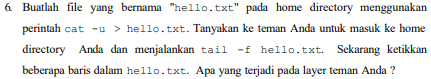 6. Buatlah file yang bernama "hello.txt" pada home directory menggunakan
perintah cat -u > hello.txt. Tanyakan ke teman Anda untuk masuk ke home
directory Anda dan menjalankan tail -f hello.txt. Sekarang ketikkan
beberapa baris dalam hello.txt. Apa yang terjadi pada layer teman Anda ?